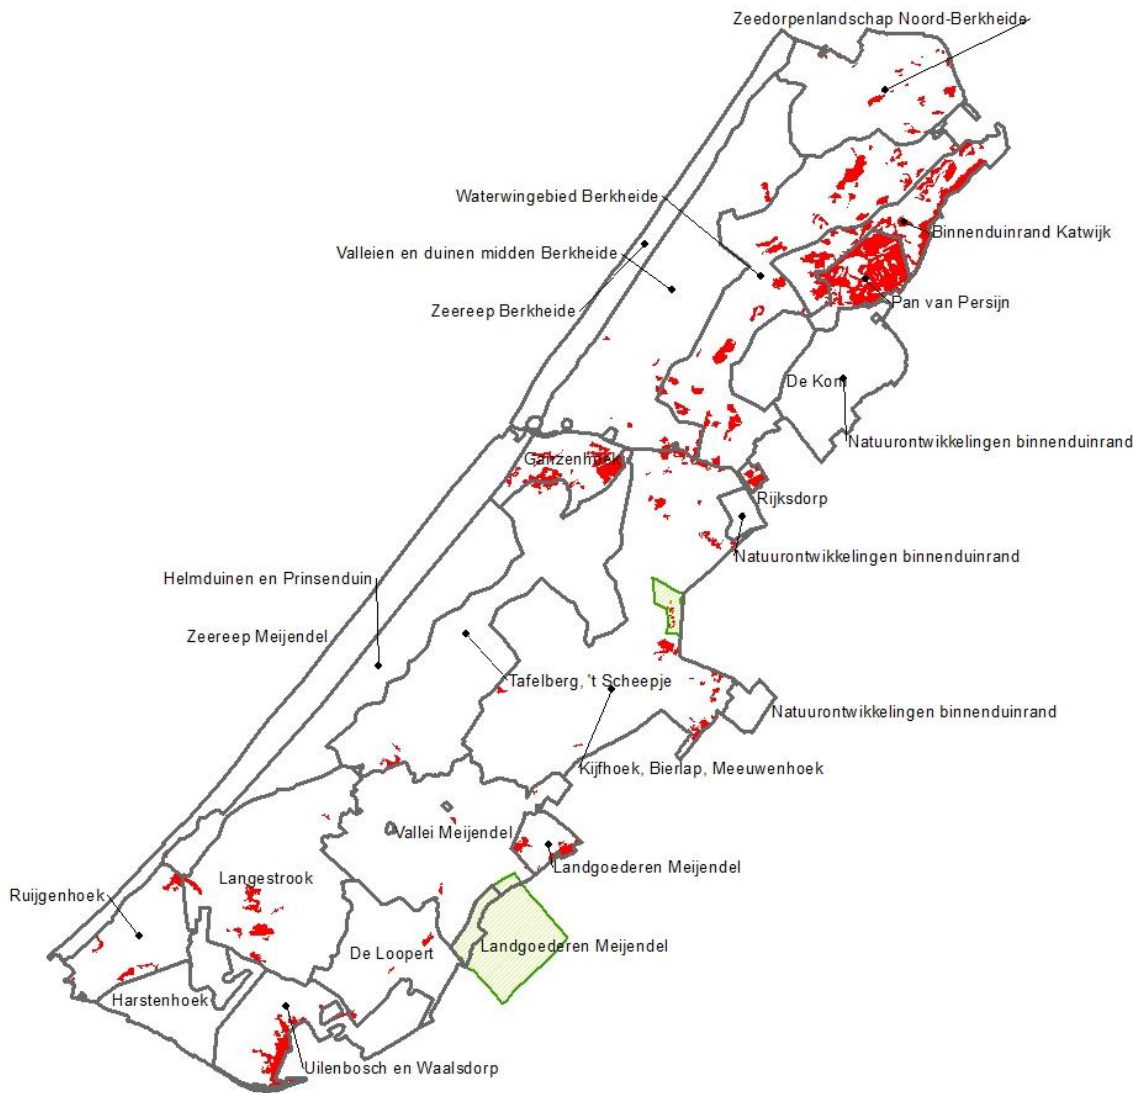 Zeedorpenlandschap Noord-Berkheide
Waterwingebied Berkheide
Binnenduinrand Katwijk
Valleien en duinen midden Berkheide
Zeereep Berkheide
Pan van Persijn
De Kom
Natuurontwikkelingen binnenduinrand
Ganzenhoek
Rijksdorp
Natuurontwikkelingen binnenduinrand
Helmduinen en Prinsenduin
Zeereep Meijendel
Tafelberg, 't Scheepje
Natuurontwikkelingen binnenduinrand
Kijfhoek, Bierlap, Meeuwenhoek
Vallei Meijendel
Landgoederen Meijendel
Langestrook
Ruijgenhoek
Landgoederen Meijendel
De Loopert
Harstenhoek
Uilenbosch en Waalsdorp